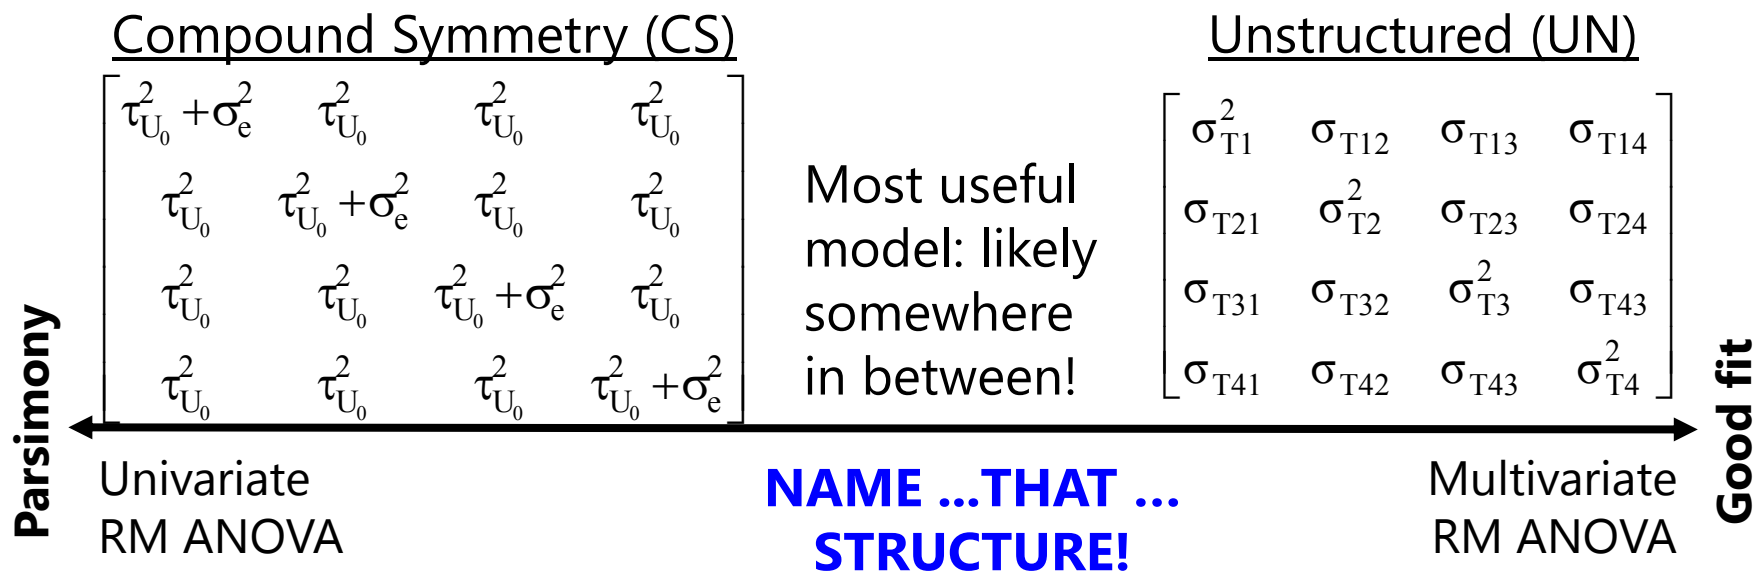 Compound Symmetry (CS)
τ²U₀ + σ²e τ²U₀ τ²U₀ τ²U₀
τ²U₀ τ²U₀ + σ²e τ²U₀ τ²U₀
τ²U₀ τ²U₀ τ²U₀ + σ²e τ²U₀
τ²U₀ τ²U₀ τ²U₀ τ²U₀ + σ²e
Most useful
model: likely
somewhere
in between!
Unstructured (UN)
σ²T1 σT12 σT13 σT14
σT21 σ²T2 σT23 σT24
σT31 σT32 σ²T3 σT43
σT41 σT42 σT43 σ²T4
Parsimony
Good fit
Univariate
RM ANOVA
NAME ...THAT ...
STRUCTURE!
Multivariate
RM ANOVA